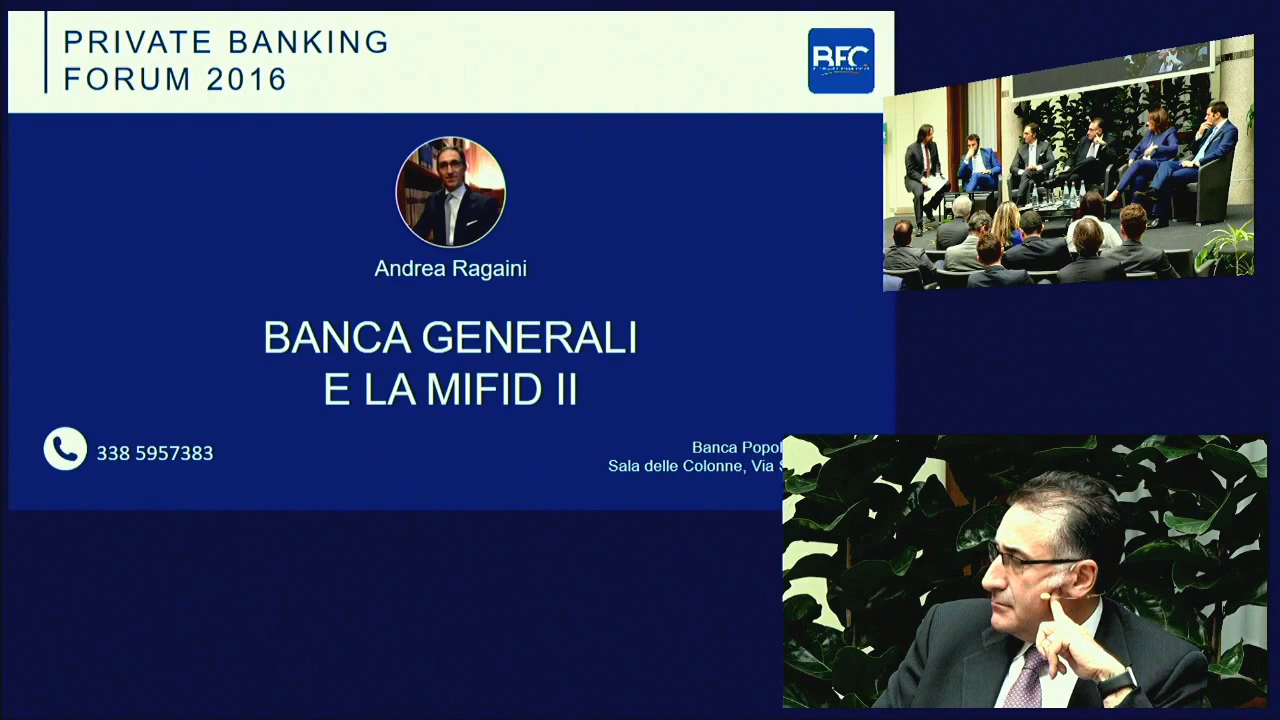 PRIVATE BANKING
FORUM 2016
BFC
Andrea Ragaini
BANCA GENERALI
E LA MIFID II
338 5957383
Banca Popol
Sala delle Colonne, Via S